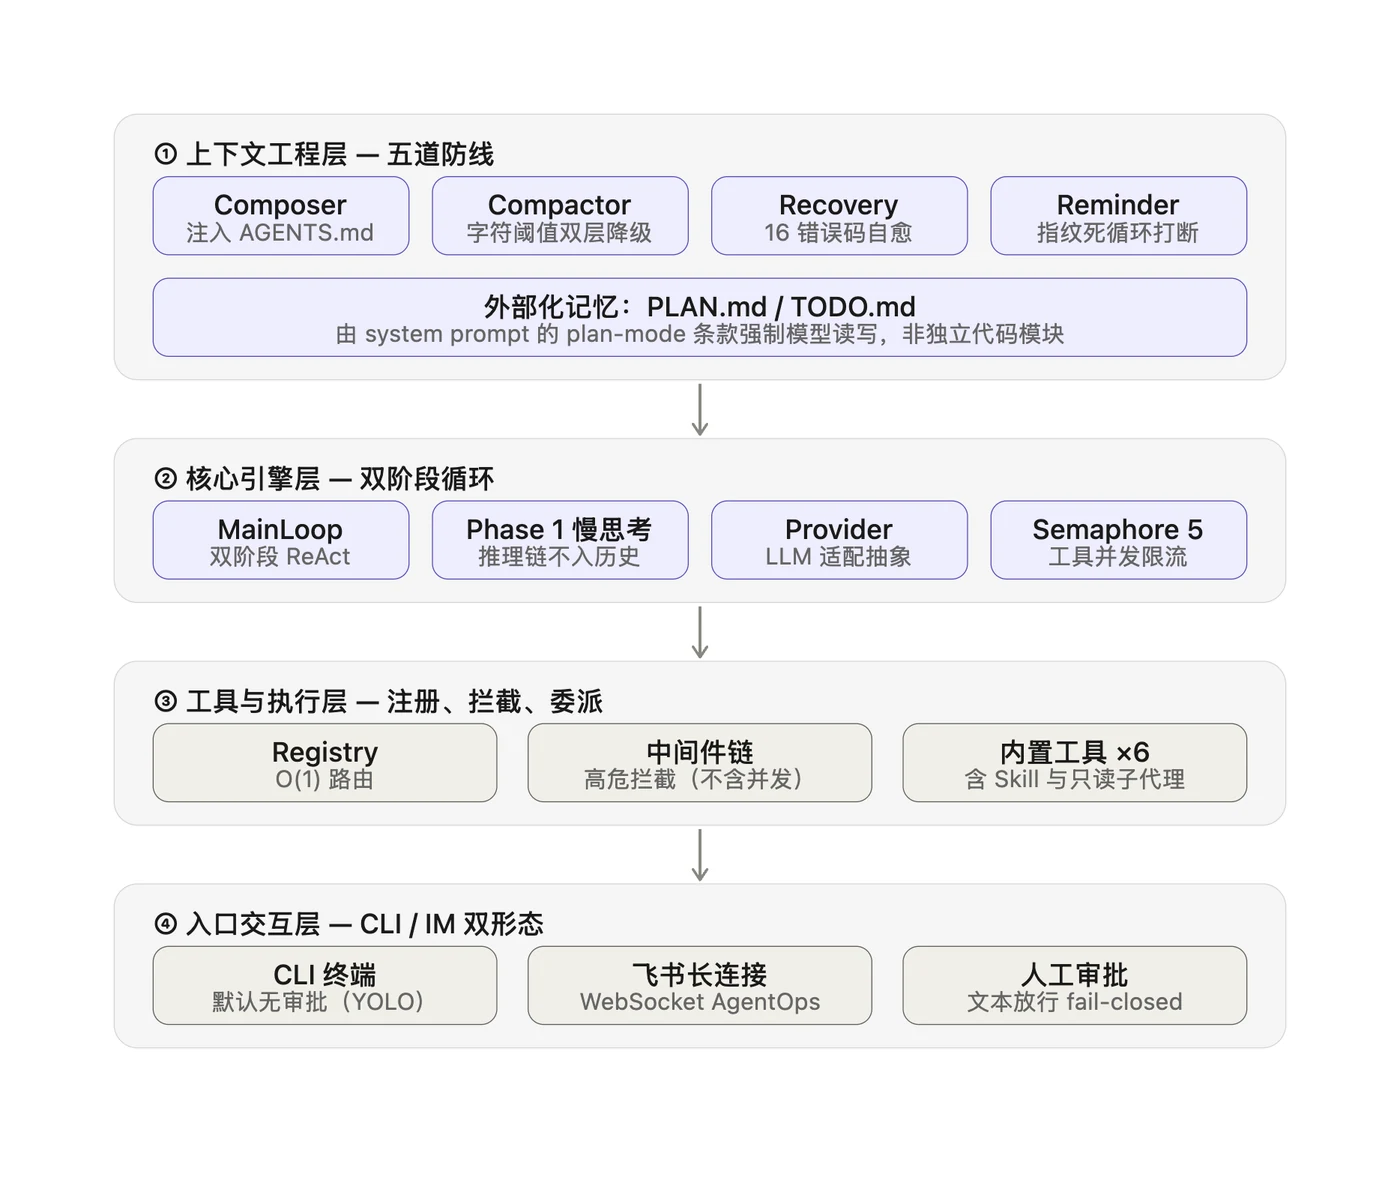 ① 上下文工程层 — 五道防线
Composer
注入 AGENTS.md
Compactor
字符阈值双层降级
Recovery
16 错误码自愈
Reminder
指纹死循环打断
外部化记忆：PLAN.md / TODO.md
由 system prompt 的 plan-mode 条款强制模型读写，非独立代码模块
② 核心引擎层 — 双阶段循环
MainLoop
双阶段 ReAct
Phase 1 慢思考
推理链不入历史
Provider
LLM 适配抽象
Semaphore 5
工具并发限流
③ 工具与执行层 — 注册、拦截、委派
Registry
O(1) 路由
中间件链
高危拦截（不含并发）
内置工具 ×6
含 Skill 与只读子代理
④ 入口交互层 — CLI / IM 双形态
CLI 终端
默认无审批（YOLO）
飞书长连接
WebSocket AgentOps
人工审批
文本放行 fail-closed